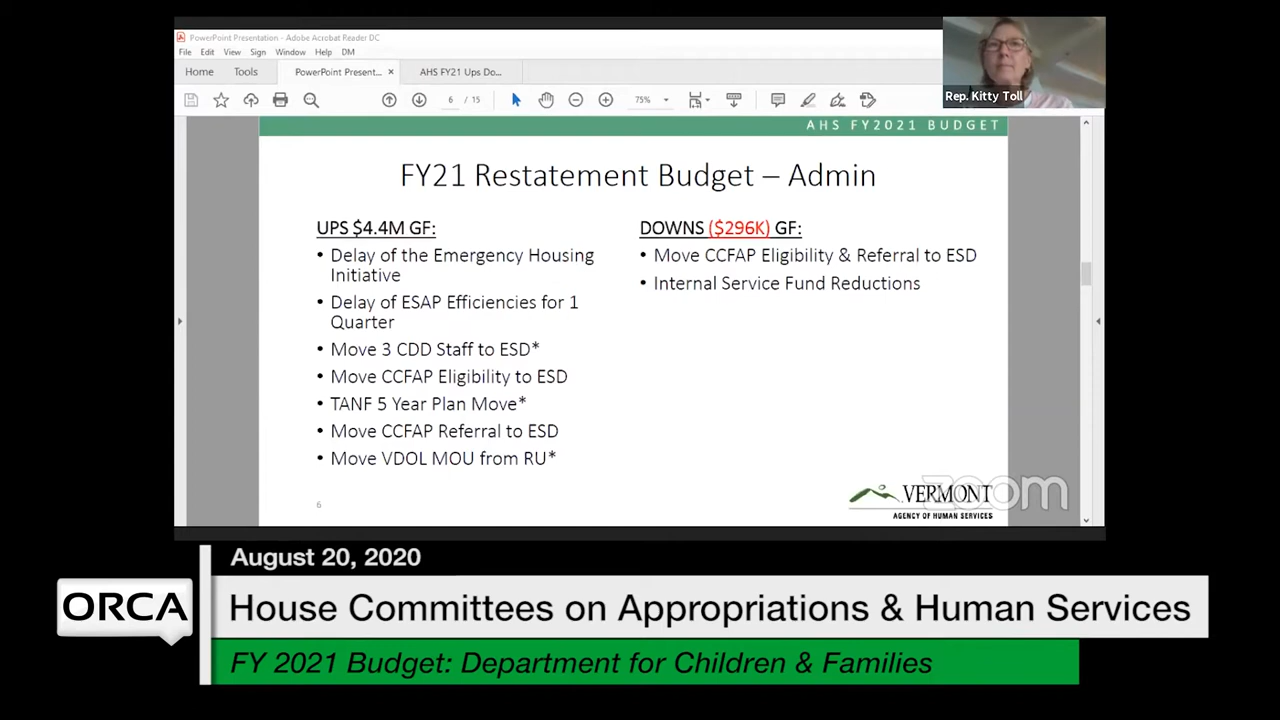 PowerPoint Presentation - Adobe Acrobat Reader DC
File Edit View Sign Window Help DM
Home Tools PowerPoint Present... × AHS FY21 Ups Do...
6 / 15 75%
Rep. Kitty Toll
AHS FY2021 BUDGET
FY21 Restatement Budget – Admin
UPS $4.4M GF:
• Delay of the Emergency Housing
Initiative
• Delay of ESAP Efficiencies for 1
Quarter
• Move 3 CDD Staff to ESD*
• Move CCFAP Eligibility to ESD
• TANF 5 Year Plan Move*
• Move CCFAP Referral to ESD
• Move VDOL MOU from RU*
DOWNS ($296K) GF:
• Move CCFAP Eligibility & Referral to ESD
• Internal Service Fund Reductions
6
VERMONT
AGENCY OF HUMAN SERVICES
zoom
August 20, 2020
ORCA
House Committees on Appropriations & Human Services
FY 2021 Budget: Department for Children & Families